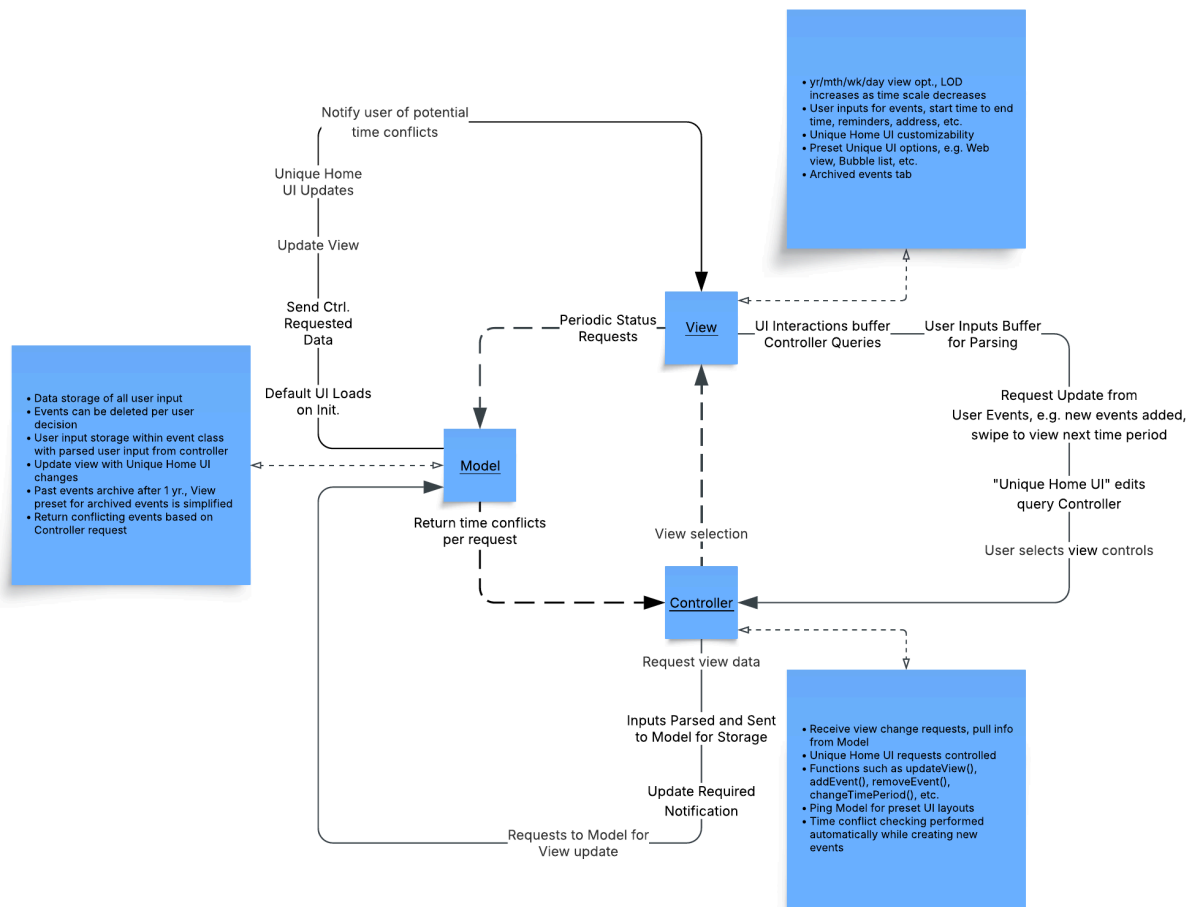 • yr/mth/wk/day view opt., LOD
increases as time scale decreases
• User inputs for events, start time to end
time, reminders, address, etc.
• Unique Home UI customizability
• Preset Unique UI options, e.g. Web
view, Bubble list, etc.
• Archived events tab
Notify user of potential
time conflicts
Unique Home
UI Updates
Update View
Send Ctrl.
Requested
Data
Default UI Loads
on Init.
Periodic Status
Requests
View
UI Interactions buffer
Controller Queries
User Inputs Buffer
for Parsing
Request Update from
User Events, e.g. new events added,
swipe to view next time period
"Unique Home UI" edits
query Controller
User selects view controls
• Data storage of all user input
• Events can be deleted per user
decision
• User input storage within event class
with parsed user input from controller
• Update view with Unique Home UI
changes
• Past events archive after 1 yr., View
preset for archived events is simplified
• Return conflicting events based on
Controller request
Model
Return time conflicts
per request
View selection
Controller
Request view data
Inputs Parsed and Sent
to Model for Storage
Update Required
Notification
Requests to Model for
View update
• Receive view change requests, pull info
from Model
• Unique Home UI requests controlled
• Functions such as updateView(),
addEvent(), removeEvent(),
changeTimePeriod(), etc.
• Ping Model for preset UI layouts
• Time conflict checking performed
automatically while creating new
events